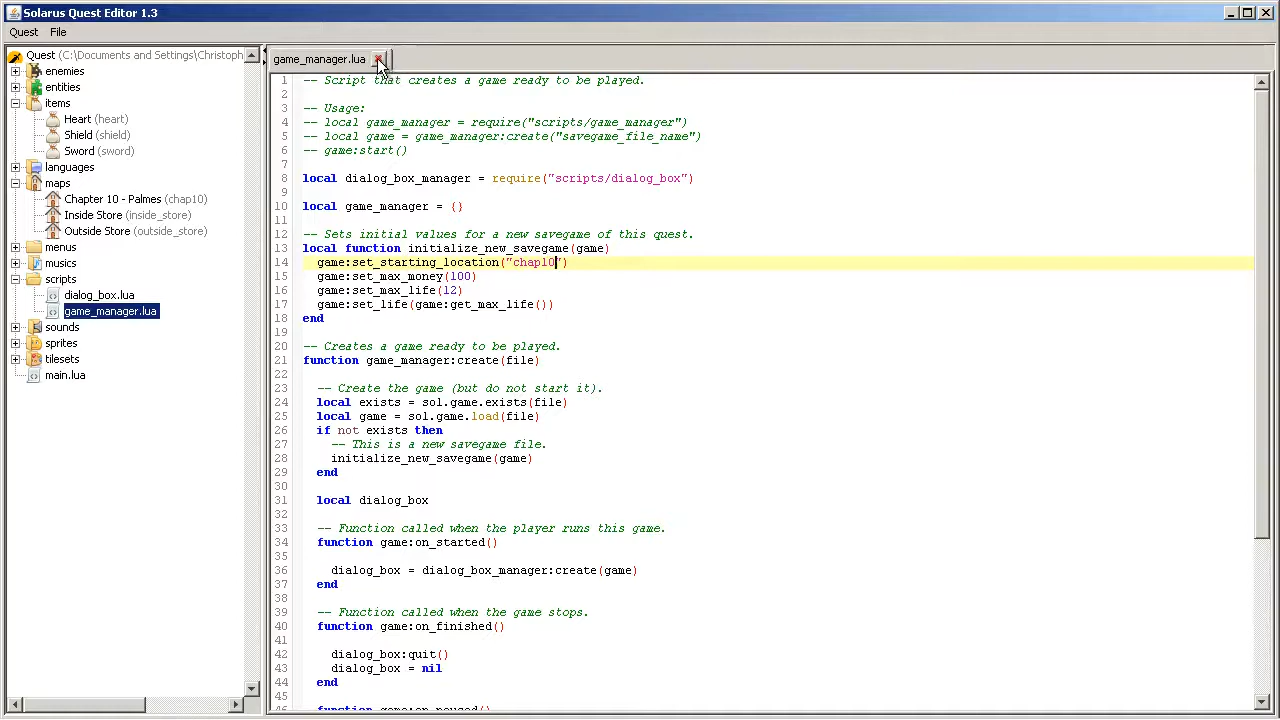 Solarus Quest Editor 1.3
Quest File
Quest (C:\Documents and Settings\Christoph
enemies
entities
items
Heart (heart)
Shield (shield)
Sword (sword)
languages
maps
Chapter 10 - Palmes (chap10)
Inside Store (inside_store)
Outside Store (outside_store)
menus
musics
scripts
dialog_box.lua
game_manager.lua
sounds
sprites
tilesets
main.lua
game_manager.lua
1 -- Script that creates a game ready to be played.
2
3 -- Usage:
4 -- local game_manager = require("scripts/game_manager")
5 -- local game = game_manager:create("savegame_file_name")
6 -- game:start()
7
8 local dialog_box_manager = require("scripts/dialog_box")
9
10 local game_manager = {}
11
12 -- Sets initial values for a new savegame of this quest.
13 local function initialize_new_savegame(game)
14 game:set_starting_location("chap10")
15 game:set_max_money(100)
16 game:set_max_life(12)
17 game:set_life(game:get_max_life())
18 end
19
20 -- Creates a game ready to be played.
21 function game_manager:create(file)
22
23 -- Create the game (but do not start it).
24 local exists = sol.game.exists(file)
25 local game = sol.game.load(file)
26 if not exists then
27 -- This is a new savegame file.
28 initialize_new_savegame(game)
29 end
30
31 local dialog_box
32
33 -- Function called when the player runs this game.
34 function game:on_started()
35
36 dialog_box = dialog_box_manager:create(game)
37 end
38
39 -- Function called when the game stops.
40 function game:on_finished()
41
42 dialog_box:quit()
43 dialog_box = nil
44 end
45
46 function game:on_paused()